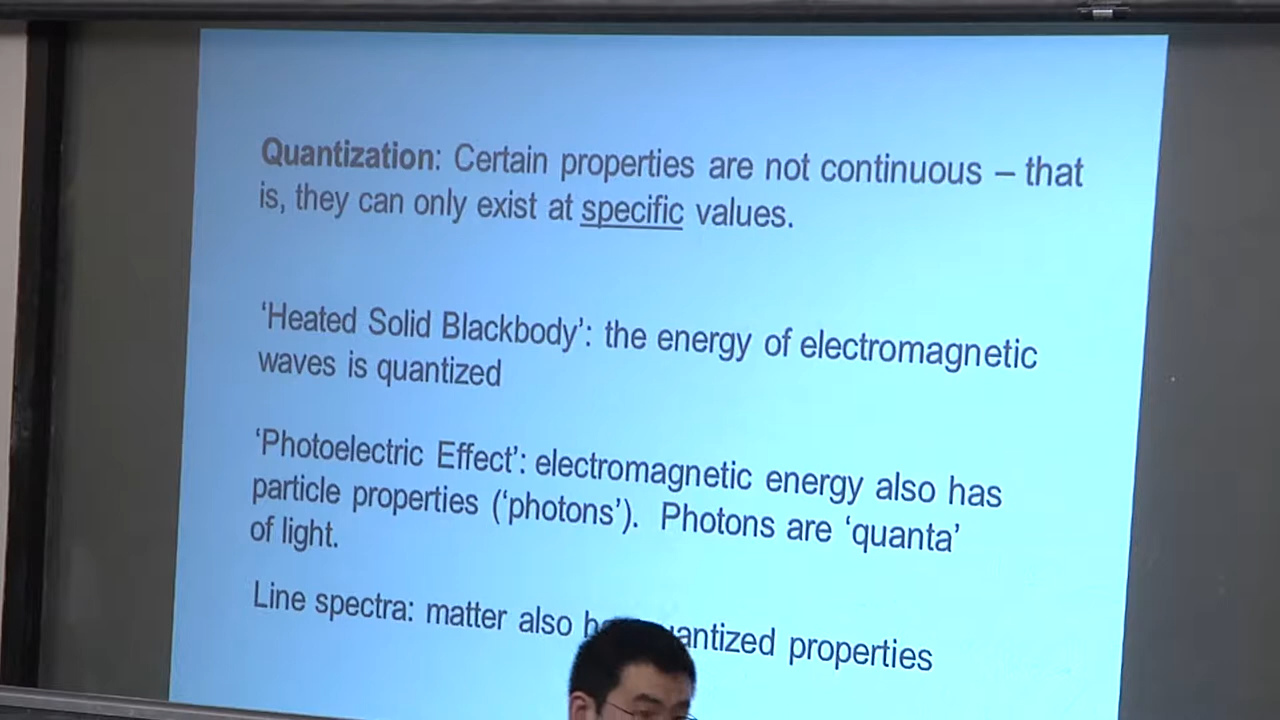 Quantization: Certain properties are not continuous – that
is, they can only exist at specific values.
‘Heated Solid Blackbody’: the energy of electromagnetic
waves is quantized
‘Photoelectric Effect’: electromagnetic energy also has
particle properties (‘photons’). Photons are ‘quanta’
of light.
Line spectra: matter also properties